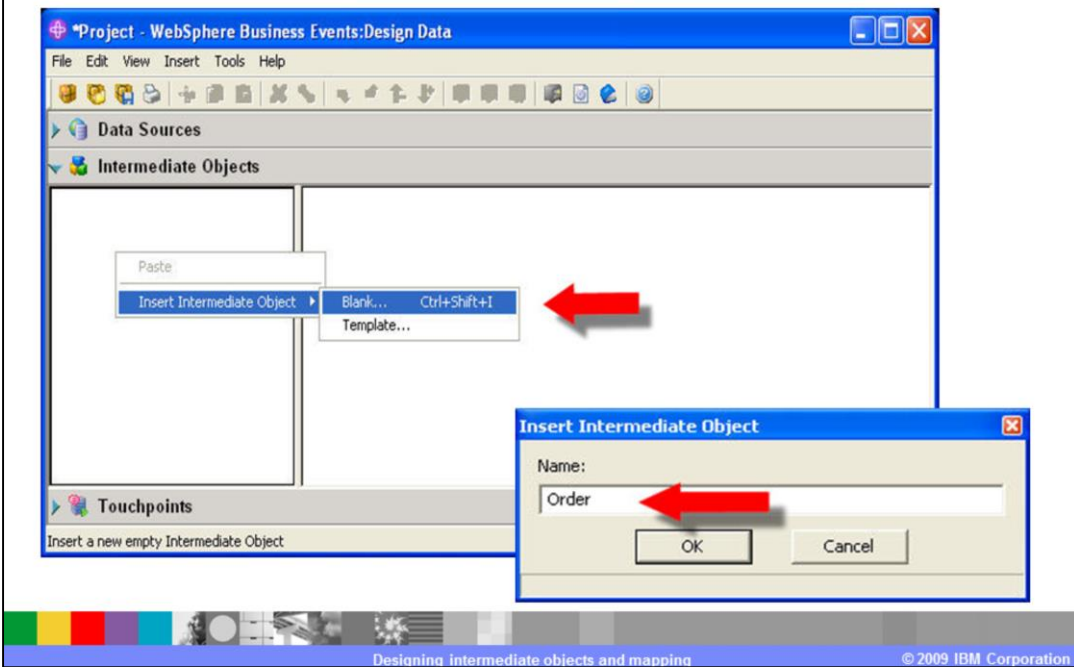 *Project - WebSphere Business Events:Design Data
File Edit View Insert Tools Help
Data Sources
Intermediate Objects
Paste
Insert Intermediate Object
Blank... Ctrl+Shift+I
Template...
Touchpoints
Insert a new empty Intermediate Object
Insert Intermediate Object
Name:
Order
OK Cancel
Designing intermediate objects and mapping
© 2009 IBM Corporation